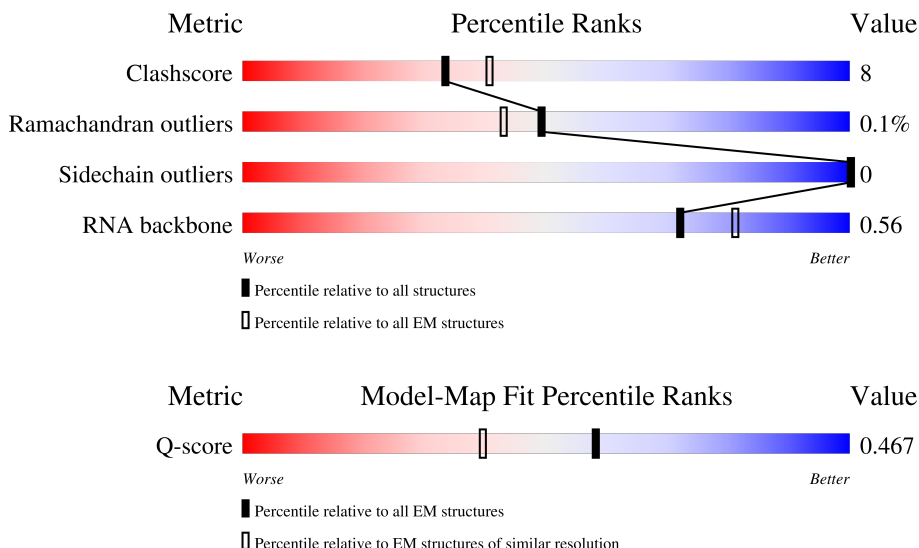 Metric Percentile Ranks Value
Clashscore 8
Ramachandran outliers 0.1%
Sidechain outliers 0
RNA backbone 0.56
Worse Better
Percentile relative to all structures
Percentile relative to all EM structures
Metric Model-Map Fit Percentile Ranks Value
Q-score 0.467
Worse Better
Percentile relative to all EM structures
Percentile relative to EM structures of similar resolution